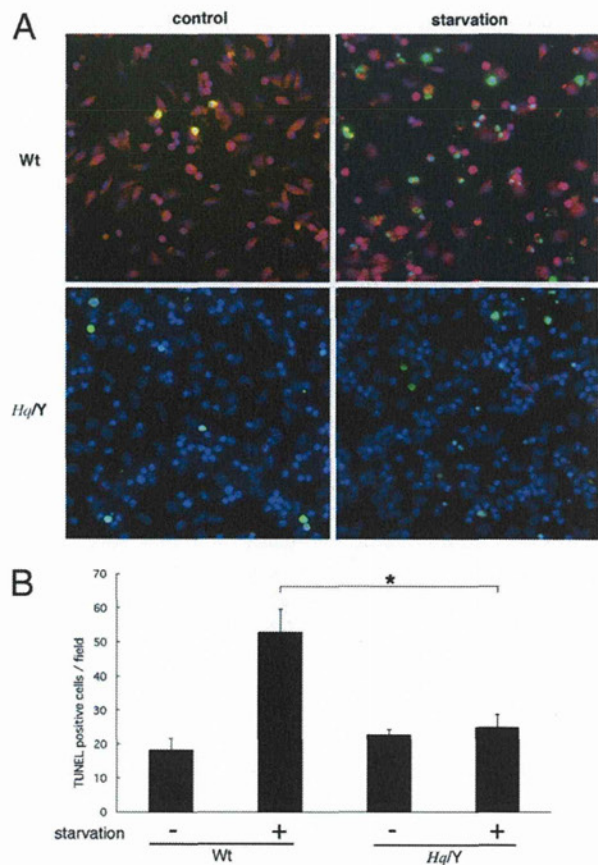 A
control starvation
Wt
Hq/Y
B
TUNEL positive cells / field
70
60
50
40
30
20
10
0
*
starvation - + - +
Wt Hq/Y